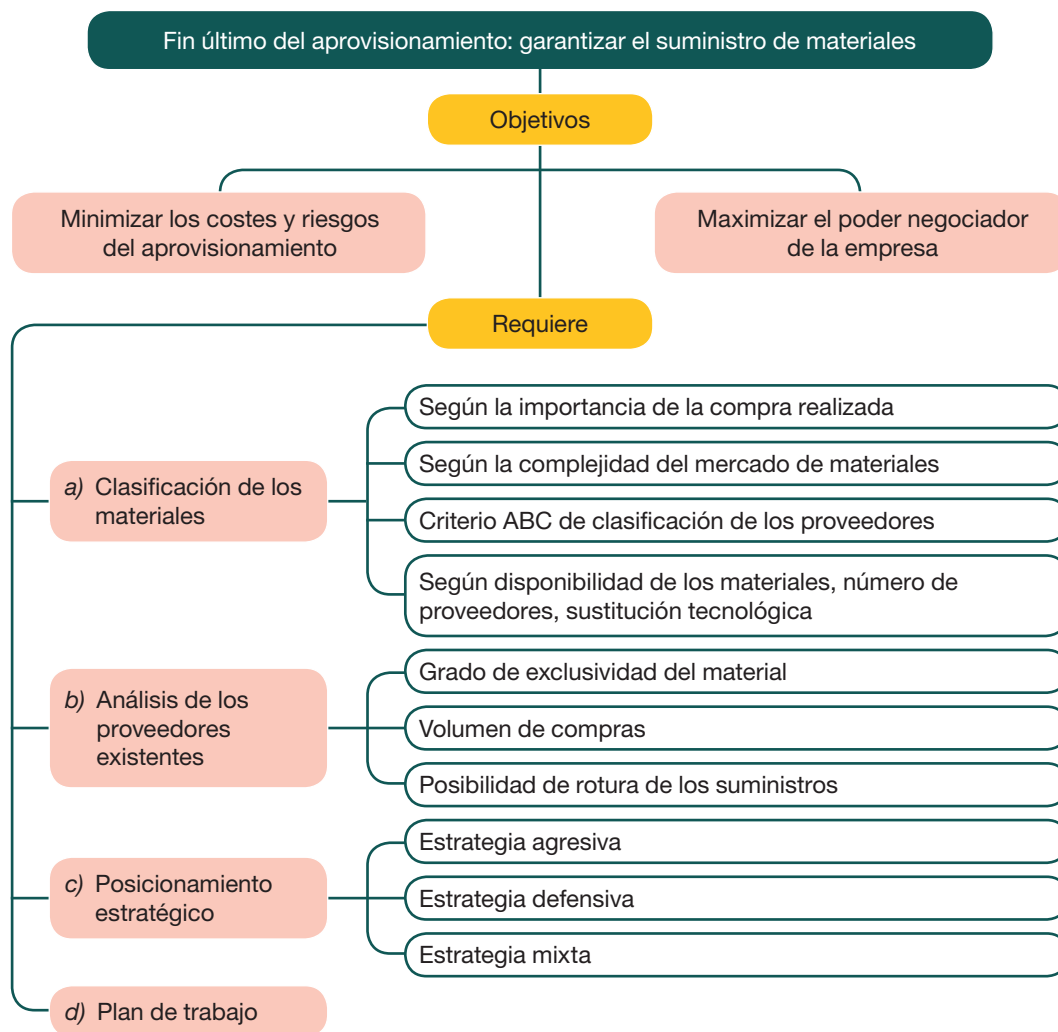 Fin último del aprovisionamiento: garantizar el suministro de materiales
Objetivos
Minimizar los costes y riesgos
del aprovisionamiento
Maximizar el poder negociador
de la empresa
Requiere
a) Clasificación de los
materiales
Según la importancia de la compra realizada
Según la complejidad del mercado de materiales
Criterio ABC de clasificación de los proveedores
Según disponibilidad de los materiales, número de
proveedores, sustitución tecnológica
b) Análisis de los
proveedores
existentes
Grado de exclusividad del material
Volumen de compras
Posibilidad de rotura de los suministros
c) Posicionamiento
estratégico
Estrategia agresiva
Estrategia defensiva
Estrategia mixta
d) Plan de trabajo